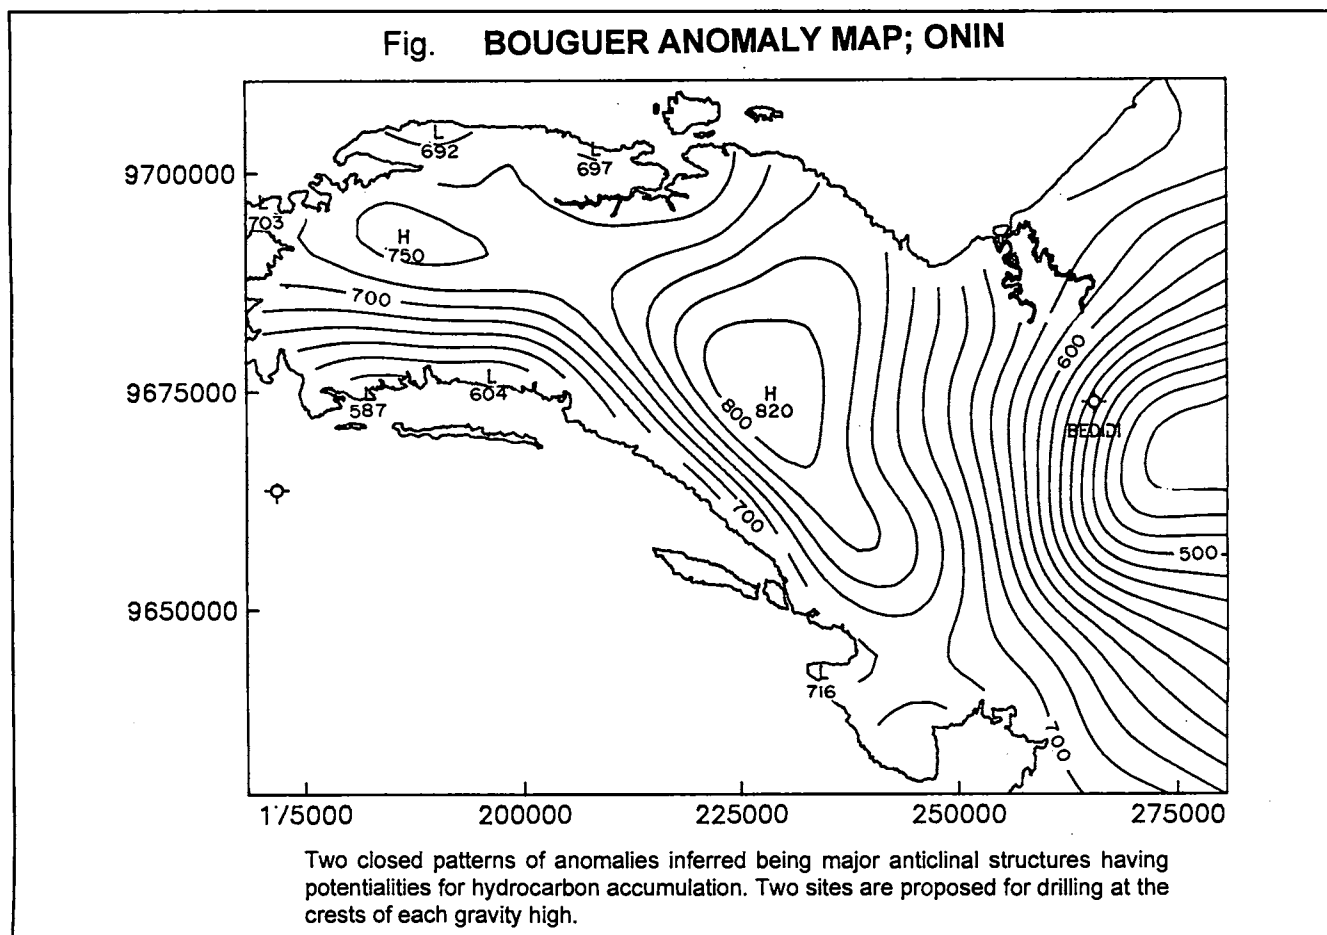 Fig. BOUGUER ANOMALY MAP; ONIN
L
692
L
697
9700000
L
703
H
750
700
600
L
604
L
587
9675000
H
820
800
BEDIDI
700
500
9650000
L
716
700
175000 200000 225000 250000 275000
Two closed patterns of anomalies inferred being major anticlinal structures having
potentialities for hydrocarbon accumulation. Two sites are proposed for drilling at the
crests of each gravity high.